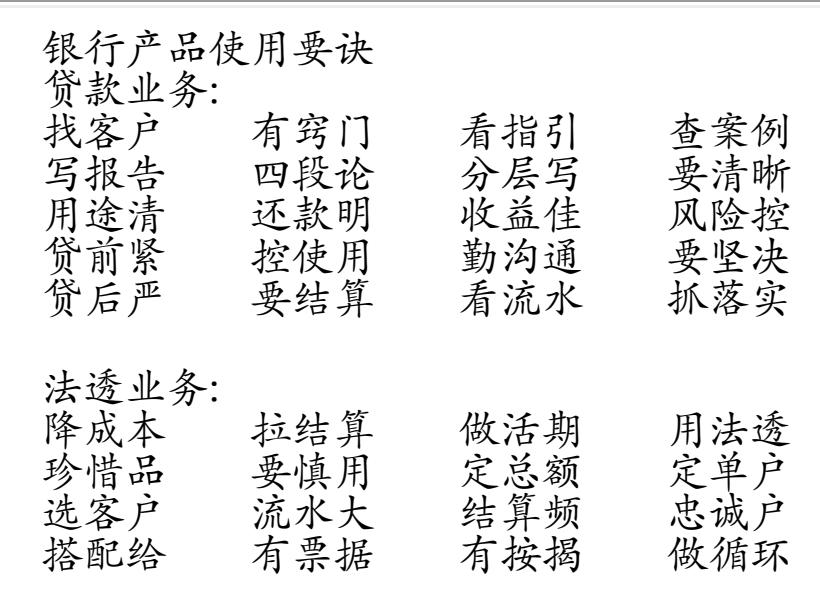 银行产品使用要诀
贷款业务:
找客户 有窍门 看指引 查案例
写报告 四段论 分层写 要清晰
用途清 还款明 收益佳 风险控
贷前紧 控使用 勤沟通 要坚决
贷后严 要结算 看流水 抓落实
法透业务:
降成本 拉结算 做活期 用法透
珍惜品 要慎用 定总额 定单户
选客户 流水大 结算频 忠诚户
搭配给 有票据 有按揭 做循环